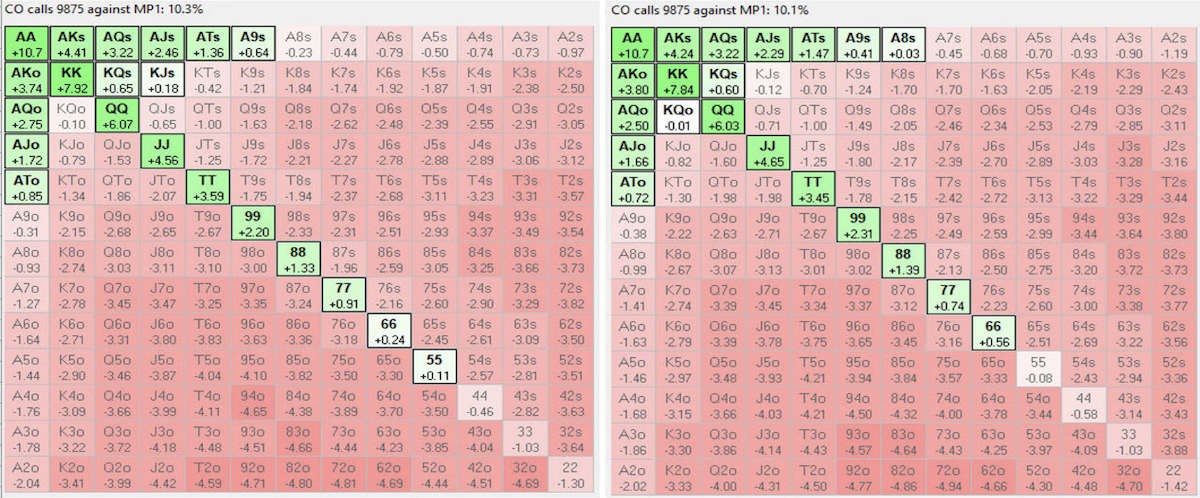 CO calls 9875 against MP1: 10.3%
AA AKs AQs AJs ATs A9s A8s A7s A6s A5s A4s A3s A2s
+10.7 +4.41 +3.22 +2.46 +1.36 +0.64 -0.23 -0.44 -0.79 -0.50 -0.74 -0.73 -0.97
AKo KK KQs KJs KTs K9s K8s K7s K6s K5s K4s K3s K2s
+3.74 +7.92 +0.65 +0.18 -0.42 -1.21 -1.84 -1.74 -1.92 -1.87 -1.91 -2.38 -2.50
AQo KQo QQ QJs QTs Q9s Q8s Q7s Q6s Q5s Q4s Q3s Q2s
+2.75 -0.10 +6.07 -0.65 -1.00 -1.63 -2.18 -2.62 -2.48 -2.39 -2.55 -2.91 -3.05
AJo KJo QJo JJ JTs J9s J8s J7s J6s J5s J4s J3s J2s
+1.72 -0.79 -1.53 +4.56 -1.25 -1.72 -2.21 -2.27 -2.78 -2.88 -2.89 -3.06 -3.12
ATo KTo QTo JTo TT T9s T8s T7s T6s T5s T4s T3s T2s
+0.85 -1.34 -1.86 -2.07 +3.59 -1.75 -1.94 -2.37 -2.68 -3.11 -3.23 -3.31 -3.57
A9o K9o Q9o J9o T9o 99 98s 97s 96s 95s 94s 93s 92s
-0.31 -2.15 -2.68 -2.65 -2.67 +2.20 -2.33 -2.31 -2.51 -2.93 -3.37 -3.49 -3.54
A8o K8o Q8o J8o T8o 98o 88 87s 86s 85s 84s 83s 82s
-0.93 -2.74 -3.03 -3.11 -3.10 -3.00 +1.33 -1.96 -2.59 -3.05 -3.25 -3.66 -3.73
A7o K7o Q7o J7o T7o 97o 87o 77 76s 75s 74s 73s 72s
-1.27 -2.78 -3.45 -3.47 -3.25 -3.35 -3.24 +0.91 -2.16 -2.60 -2.90 -3.29 -3.82
A6o K6o Q6o J6o T6o 96o 86o 76o 66 65s 64s 63s 62s
-1.64 -2.71 -3.31 -3.80 -3.83 -3.63 -3.36 -3.18 +0.24 -2.45 -2.61 -3.09 -3.50
A5o K5o Q5o J5o T5o 95o 85o 75o 65o 55 54s 53s 52s
-1.44 -2.90 -3.46 -3.87 -4.04 -4.10 -3.82 -3.50 -3.30 +0.11 -2.57 -2.81 -3.51
A4o K4o Q4o J4o T4o 94o 84o 74o 64o 54o 44 43s 42s
-1.76 -3.09 -3.66 -3.99 -4.11 -4.65 -4.38 -3.89 -3.70 -3.50 -0.46 -2.82 -3.63
A3o K3o Q3o J3o T3o 93o 83o 73o 63o 53o 43o 33 32s
-1.78 -3.22 -3.72 -4.18 -4.48 -4.51 -4.66 -4.44 -4.23 -3.85 -4.04 -1.03 -3.64
A2o K2o Q2o J2o T2o 92o 82o 72o 62o 52o 42o 32o 22
-2.04 -3.41 -3.99 -4.42 -4.59 -4.71 -4.80 -4.81 -4.69 -4.44 -4.51 -4.69 -1.30
CO calls 9875 against MP1: 10.1%
AA AKs AQs AJs ATs A9s A8s A7s A6s A5s A4s A3s A2s
+10.7 +4.24 +3.22 +2.29 +1.47 +0.41 +0.03 -0.45 -0.68 -0.70 -0.93 -0.90 -1.19
AKo KK KQs KJs KTs K9s K8s K7s K6s K5s K4s K3s K2s
+3.80 +7.84 +0.60 -0.12 -0.70 -1.24 -1.70 -1.70 -1.63 -2.05 -2.19 -2.29 -2.43
AQo KQo QQ QJs QTs Q9s Q8s Q7s Q6s Q5s Q4s Q3s Q2s
+2.50 -0.01 +6.03 -0.71 -1.00 -1.49 -2.05 -2.46 -2.34 -2.53 -2.79 -2.85 -3.11
AJo KJo QJo JJ JTs J9s J8s J7s J6s J5s J4s J3s J2s
+1.66 -0.82 -1.60 +4.65 -1.25 -1.80 -2.17 -2.39 -2.70 -2.89 -3.03 -3.28 -3.16
ATo KTo QTo JTo TT T9s T8s T7s T6s T5s T4s T3s T2s
+0.72 -1.30 -1.98 -1.98 +3.45 -1.78 -2.15 -2.42 -2.72 -3.13 -3.22 -3.29 -3.44
A9o K9o Q9o J9o T9o 99 98s 97s 96s 95s 94s 93s 92s
-0.38 -2.22 -2.63 -2.71 -2.67 +2.31 -2.25 -2.49 -2.59 -2.99 -3.44 -3.64 -3.80
A8o K8o Q8o J8o T8o 98o 88 87s 86s 85s 84s 83s 82s
-0.99 -2.67 -3.07 -3.13 -3.01 -3.02 +1.39 -2.13 -2.50 -2.75 -3.20 -3.72 -3.73
A7o K7o Q7o J7o T7o 97o 87o 77 76s 75s 74s 73s 72s
-1.41 -2.74 -3.39 -3.45 -3.34 -3.37 -3.12 +0.74 -2.23 -2.60 -3.00 -3.38 -3.77
A6o K6o Q6o J6o T6o 96o 86o 76o 66 65s 64s 63s 62s
-1.63 -2.79 -3.39 -3.78 -3.75 -3.65 -3.45 -3.16 +0.56 -2.51 -2.69 -3.22 -3.56
A5o K5o Q5o J5o T5o 95o 85o 75o 65o 55 54s 53s 52s
-1.46 -2.97 -3.48 -3.93 -4.21 -3.94 -3.84 -3.57 -3.33 -0.08 -2.43 -2.94 -3.36
A4o K4o Q4o J4o T4o 94o 84o 74o 64o 54o 44 43s 42s
-1.68 -3.15 -3.66 -4.03 -4.21 -4.50 -4.32 -4.00 -3.78 -3.44 -0.58 -3.14 -3.43
A3o K3o Q3o J3o T3o 93o 83o 73o 63o 53o 43o 33 32s
-1.86 -3.30 -3.86 -4.14 -4.43 -4.57 -4.64 -4.43 -4.25 -3.97 -4.09 -1.03 -3.88
A2o K2o Q2o J2o T2o 92o 82o 72o 62o 52o 42o 32o 22
-2.02 -3.33 -4.00 -4.31 -4.50 -4.77 -4.86 -4.94 -4.66 -4.30 -4.68 -4.70 -1.42